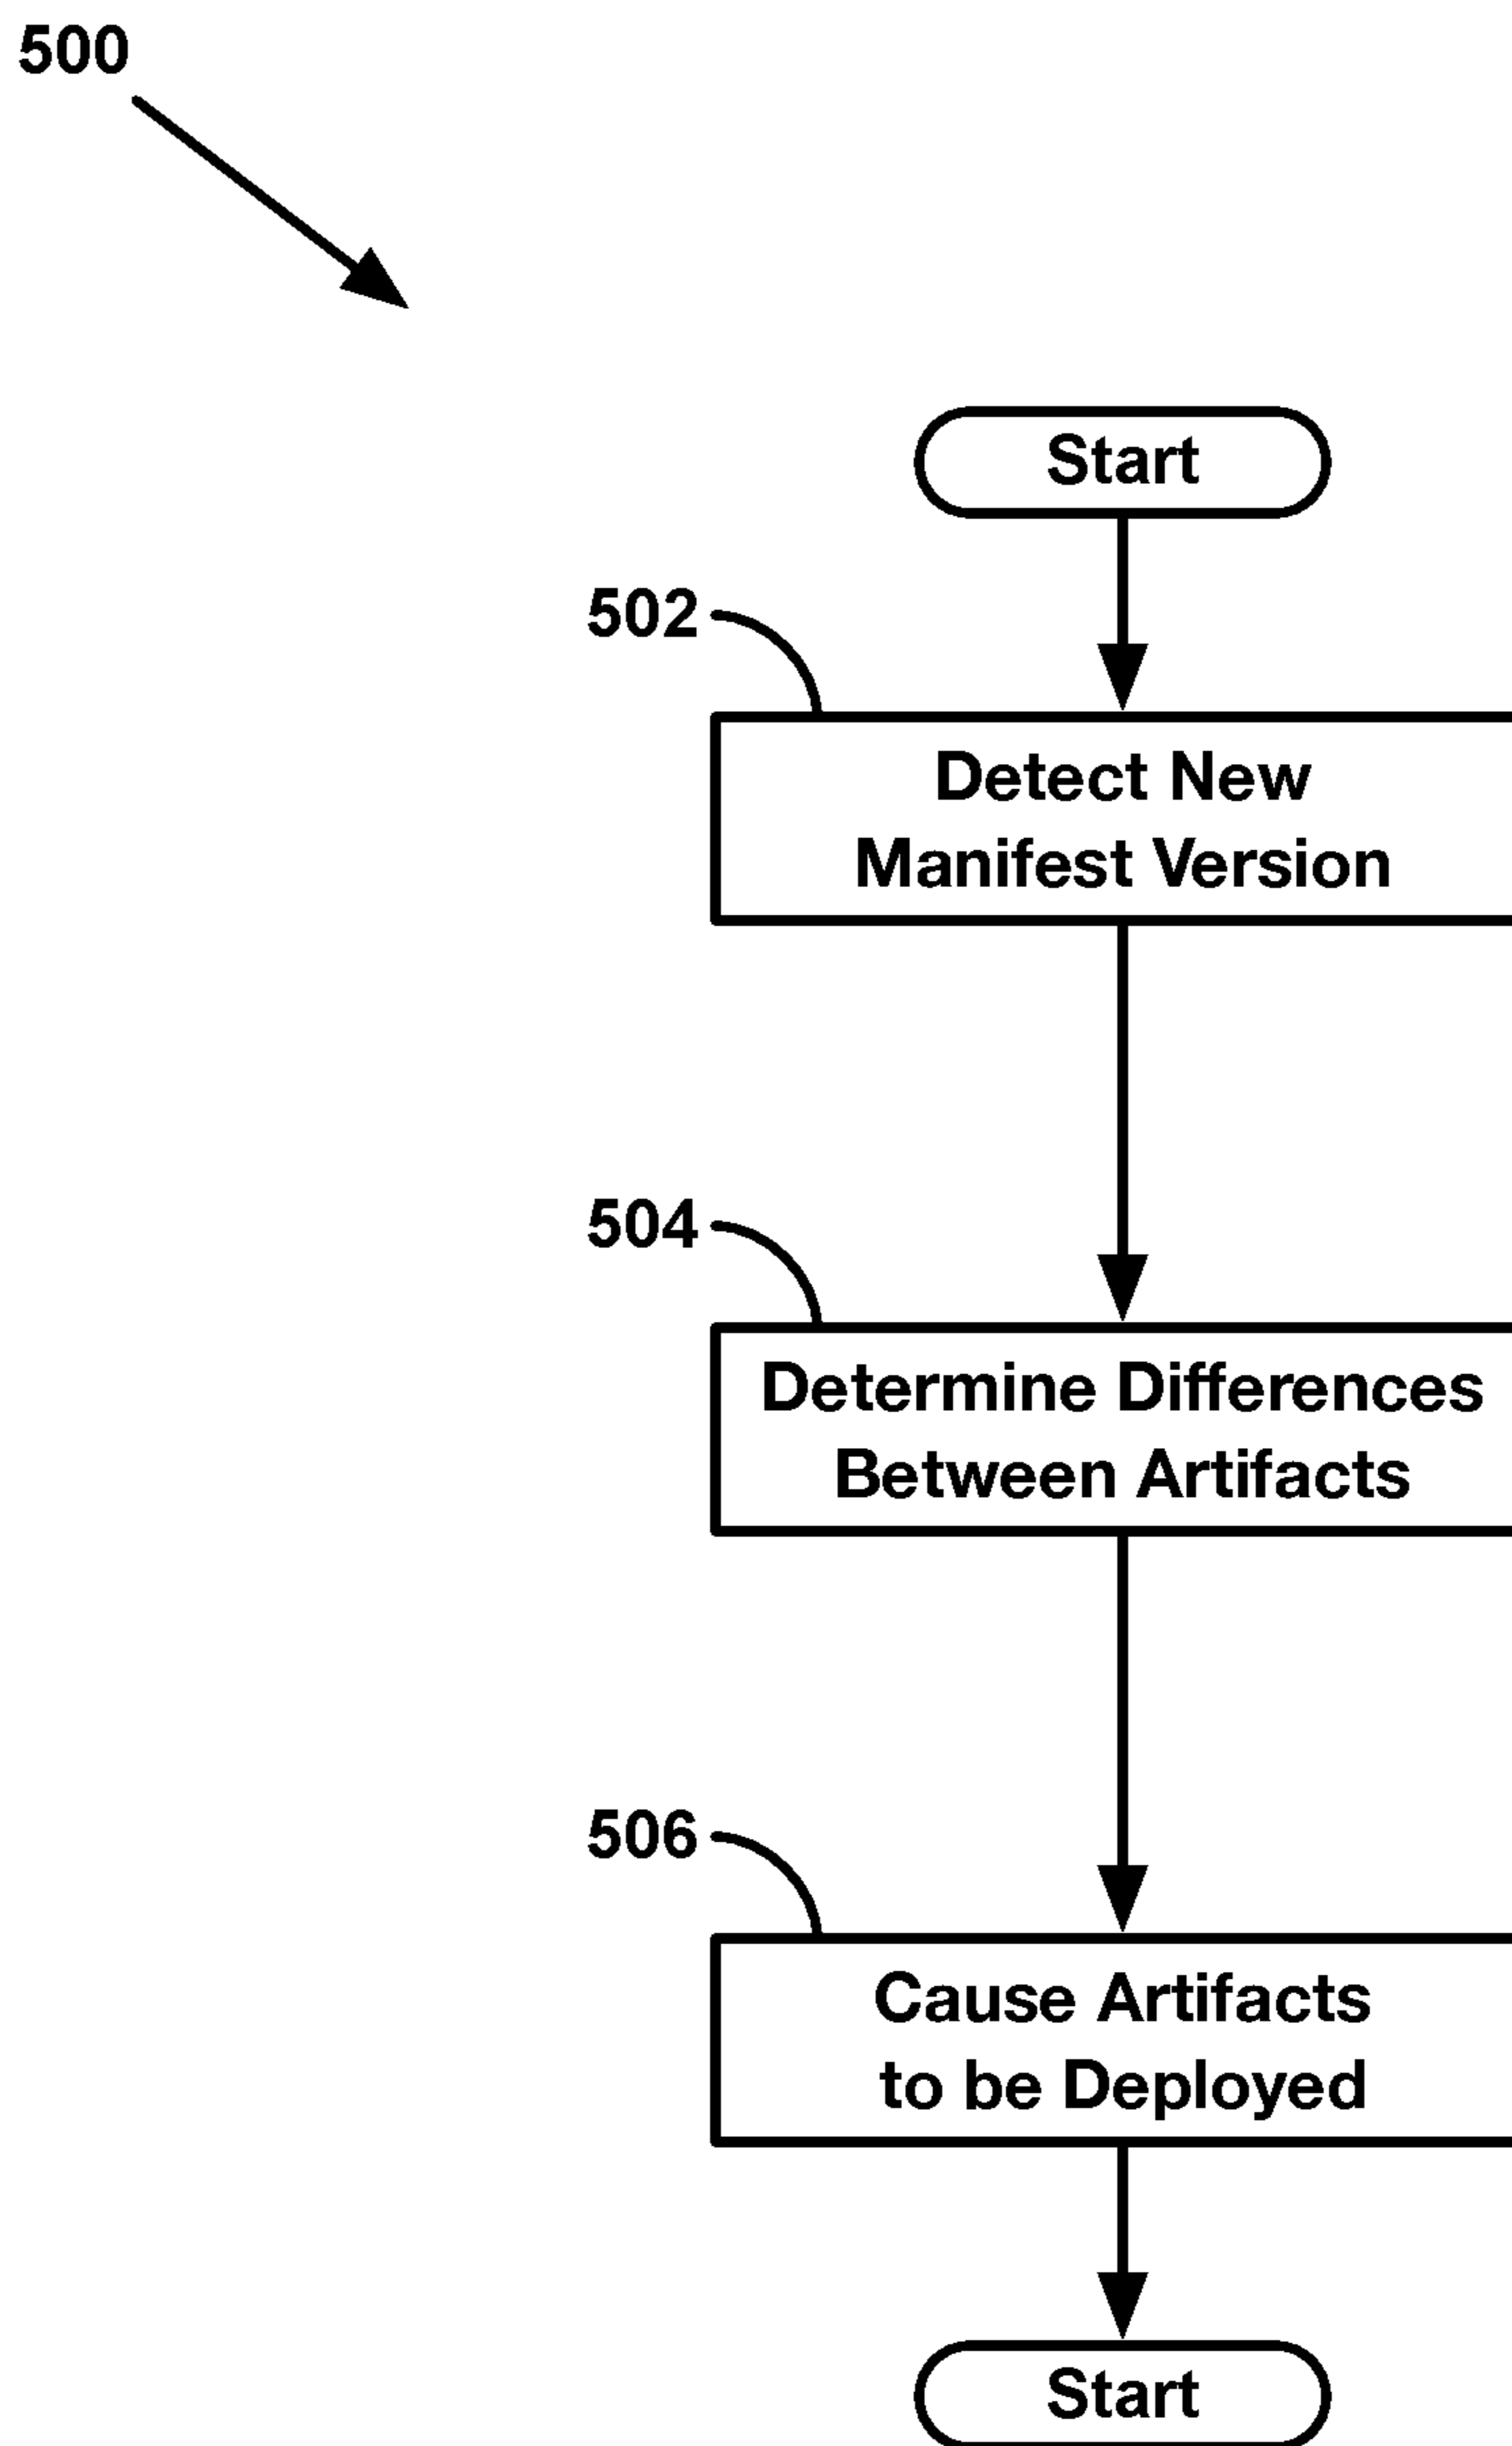 500
Start
502
Detect New
Manifest Version
504
Determine Differences
Between Artifacts
506
Cause Artifacts
to be Deployed
Start